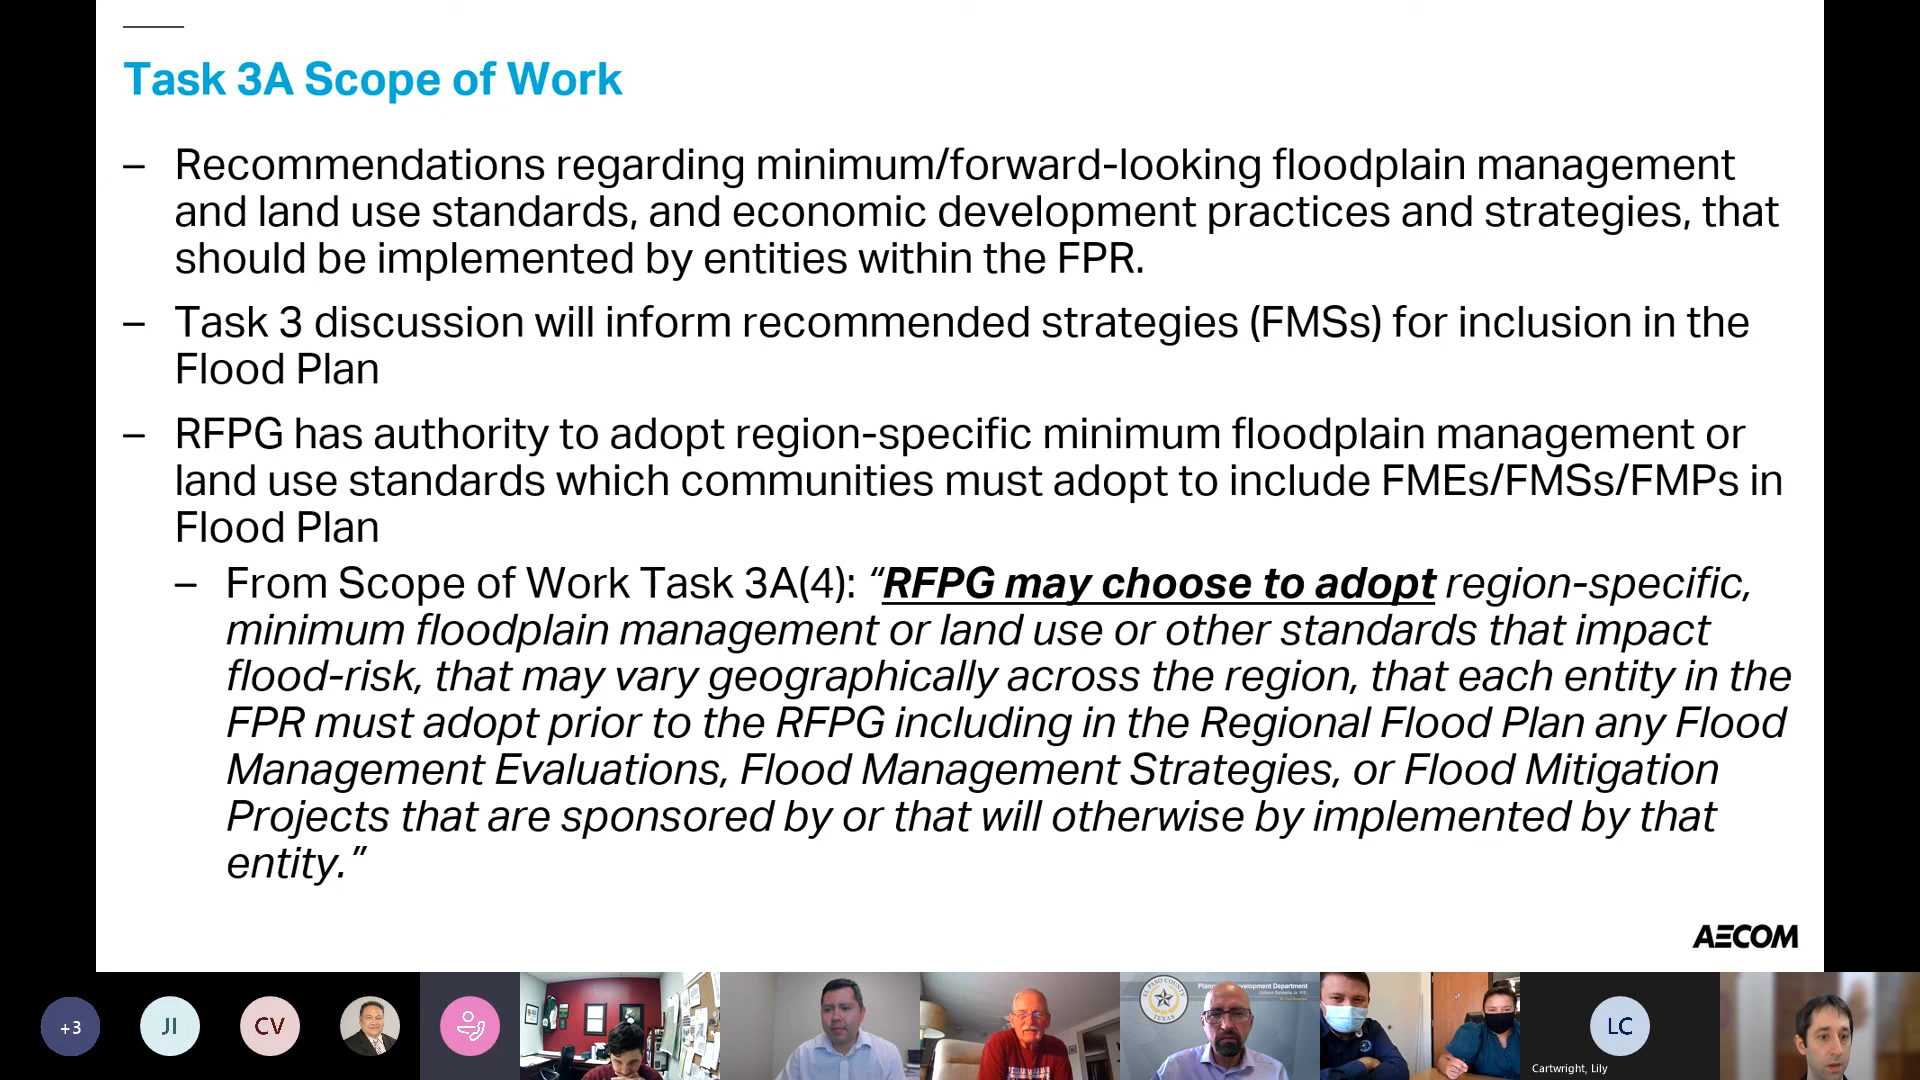 Task 3A Scope of Work
– Recommendations regarding minimum/forward-looking floodplain management
and land use standards, and economic development practices and strategies, that
should be implemented by entities within the FPR.
– Task 3 discussion will inform recommended strategies (FMSs) for inclusion in the
Flood Plan
– RFPG has authority to adopt region-specific minimum floodplain management or
land use standards which communities must adopt to include FMEs/FMSs/FMPs in
Flood Plan
– From Scope of Work Task 3A(4): “RFPG may choose to adopt region-specific,
minimum floodplain management or land use or other standards that impact
flood-risk, that may vary geographically across the region, that each entity in the
FPR must adopt prior to the RFPG including in the Regional Flood Plan any Flood
Management Evaluations, Flood Management Strategies, or Flood Mitigation
Projects that are sponsored by or that will otherwise by implemented by that
entity.”
AECOM
+3
JI
CV
EL PASO COUNTY
TEXAS
Development Department
LC
Cartwright, Lily